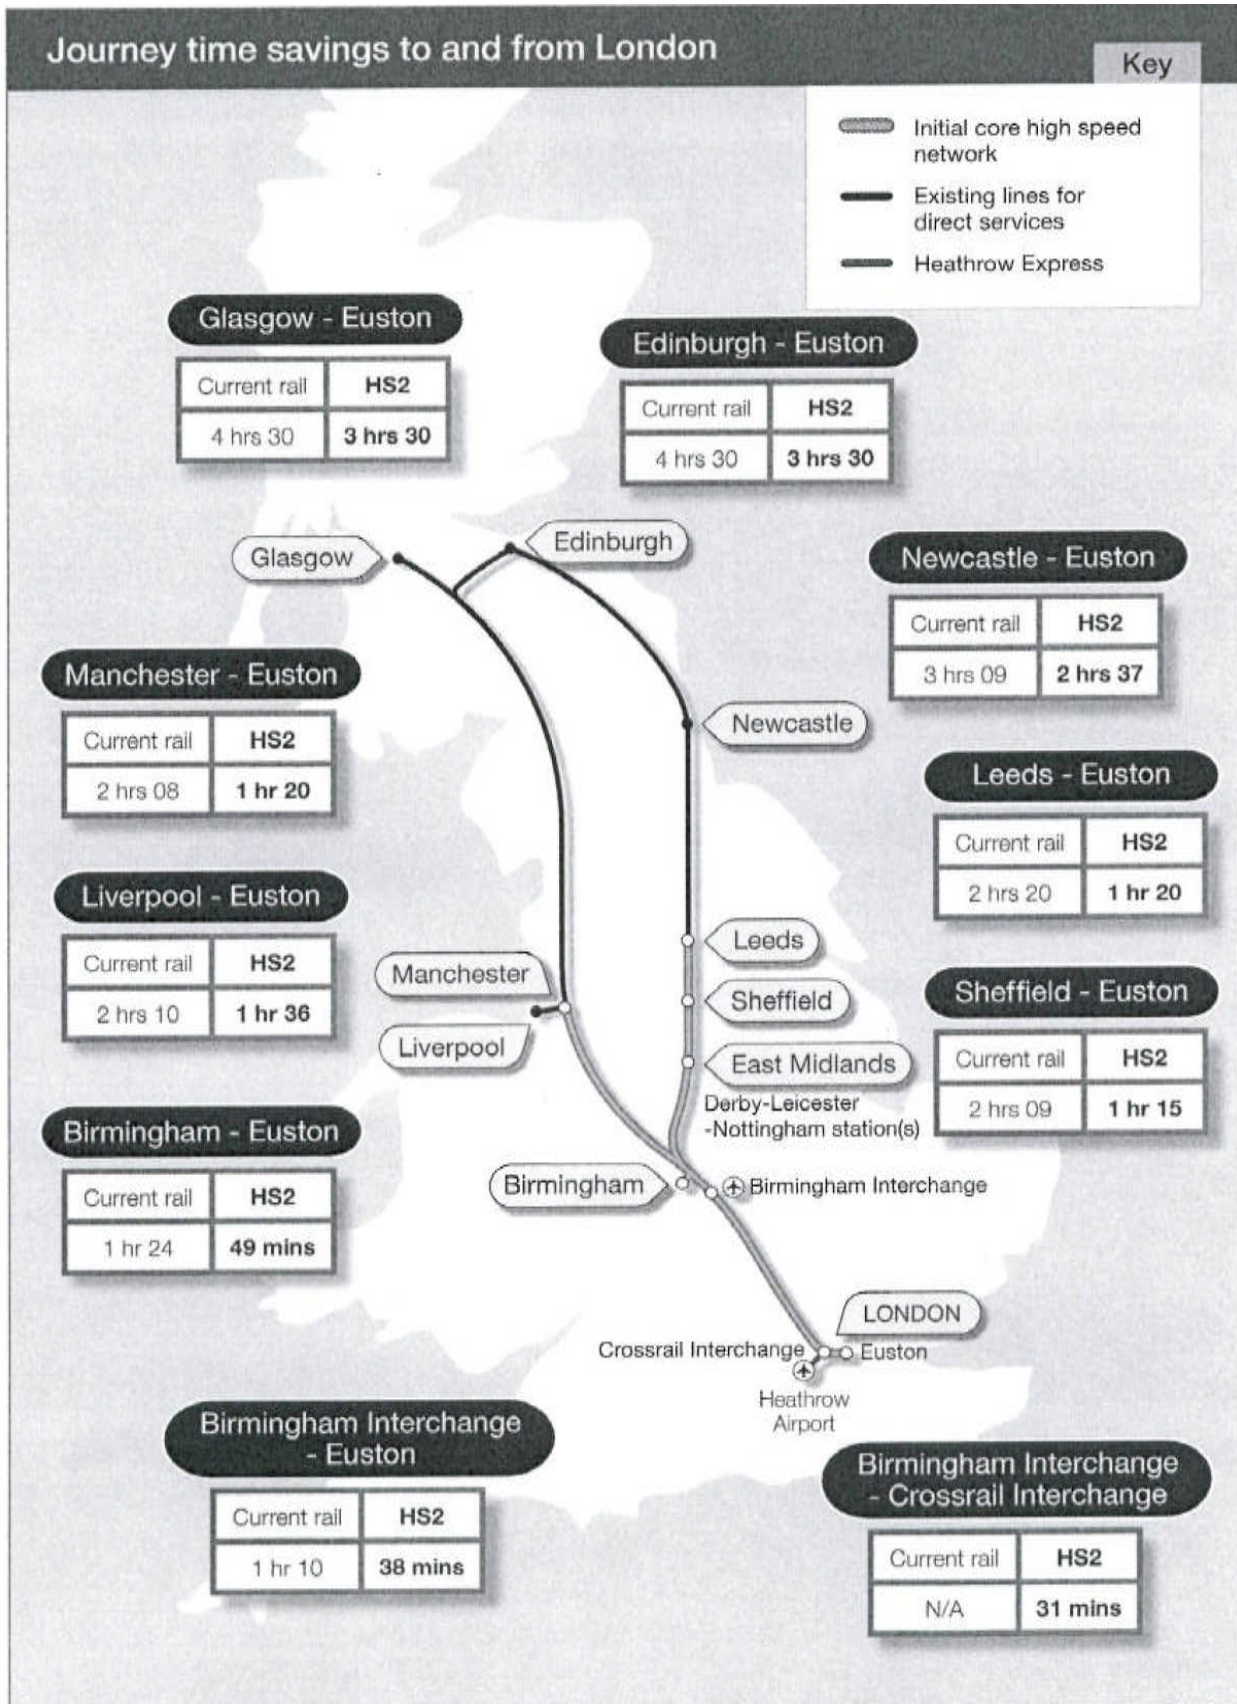 Journey time savings to and from London
Key
Initial core high speed
network
Existing lines for
direct services
Heathrow Express
Glasgow - Euston
Current rail HS2
4 hrs 30 3 hrs 30
Edinburgh - Euston
Current rail HS2
4 hrs 30 3 hrs 30
Glasgow
Edinburgh
Newcastle - Euston
Current rail HS2
3 hrs 09 2 hrs 37
Manchester - Euston
Current rail HS2
2 hrs 08 1 hr 20
Newcastle
Leeds - Euston
Current rail HS2
2 hrs 20 1 hr 20
Liverpool - Euston
Current rail HS2
2 hrs 10 1 hr 36
Manchester
Liverpool
Leeds
Sheffield
East Midlands
Derby-Leicester
-Nottingham station(s)
Sheffield - Euston
Current rail HS2
2 hrs 09 1 hr 15
Birmingham - Euston
Current rail HS2
1 hr 24 49 mins
Birmingham
Birmingham Interchange
LONDON
Crossrail Interchange
Euston
Heathrow
Airport
Birmingham Interchange
- Euston
Current rail HS2
1 hr 10 38 mins
Birmingham Interchange
- Crossrail Interchange
Current rail HS2
N/A 31 mins